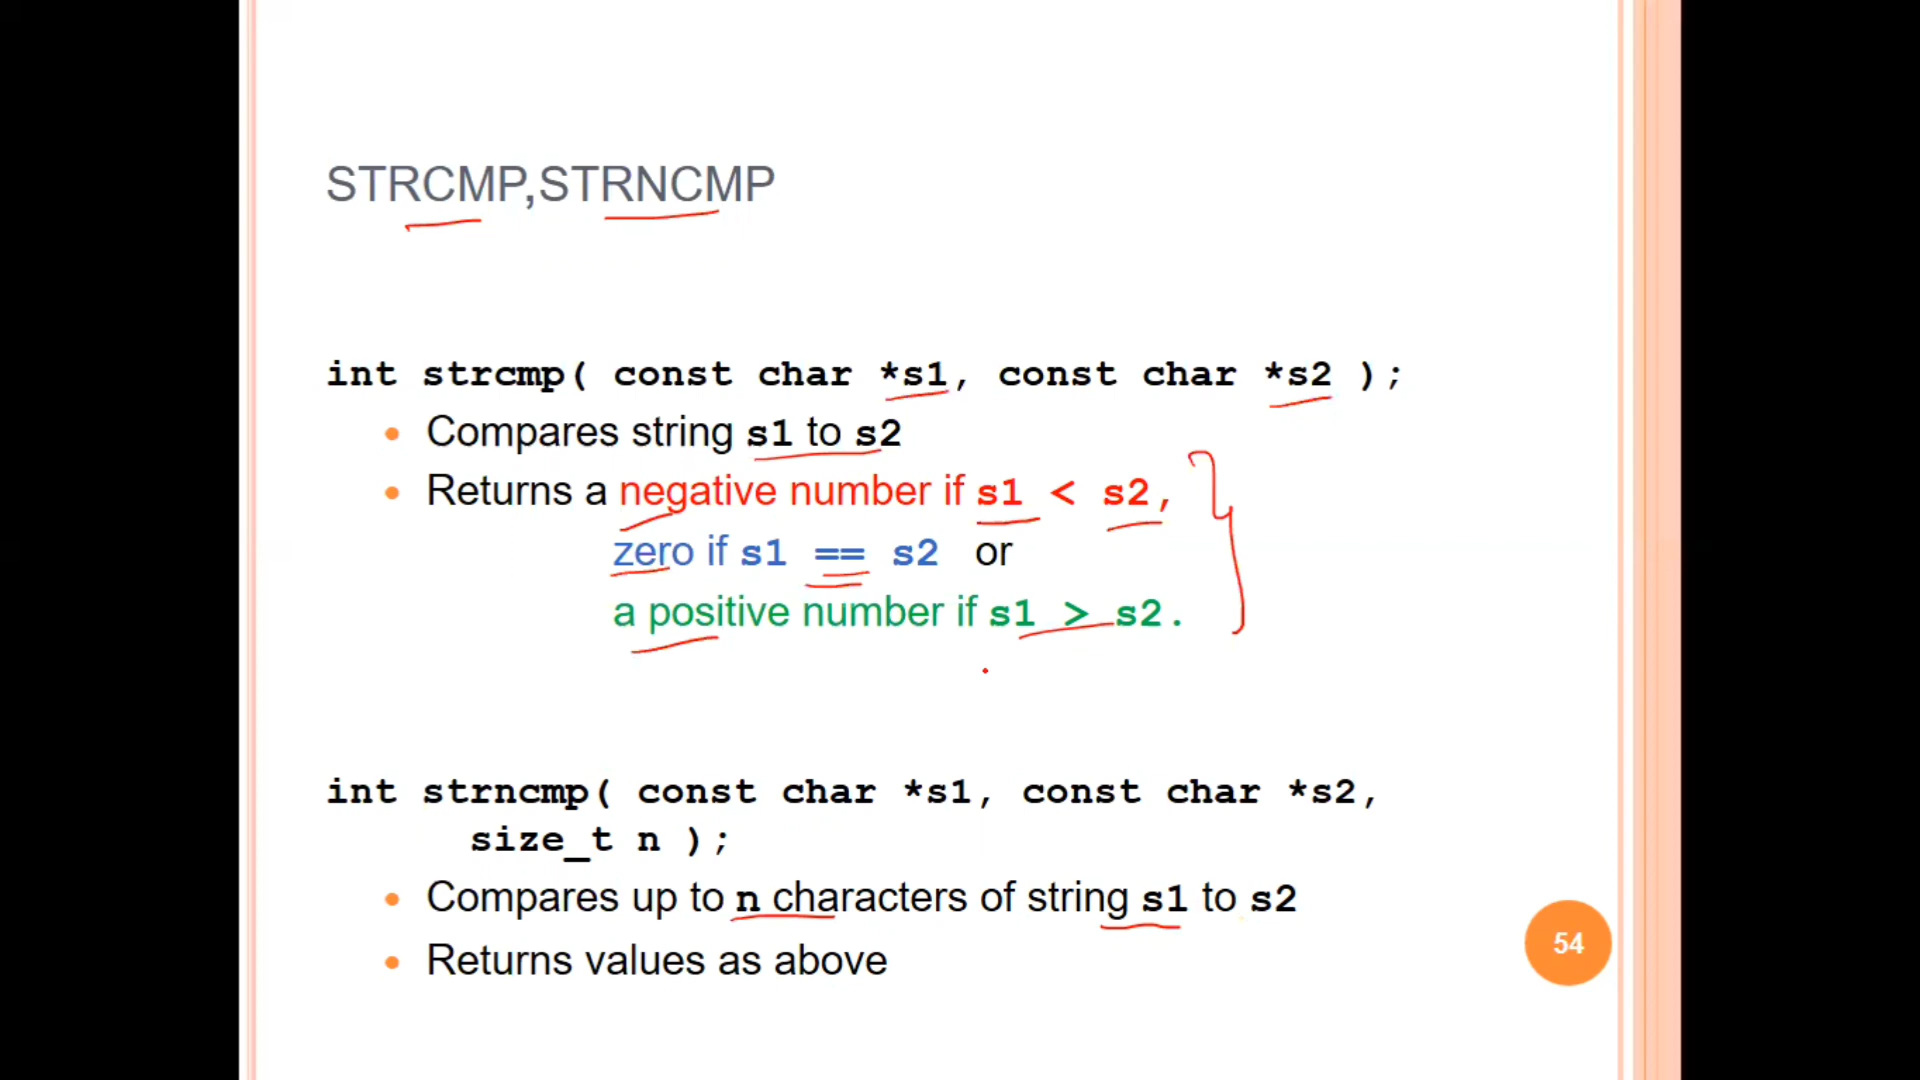 STRCMP,STRNCMP
int strcmp( const char *s1, const char *s2 );
• Compares string s1 to s2
• Returns a negative number if s1 < s2,
zero if s1 == s2 or
a positive number if s1 > s2.
int strncmp( const char *s1, const char *s2,
size_t n );
• Compares up to n characters of string s1 to s2
• Returns values as above
54